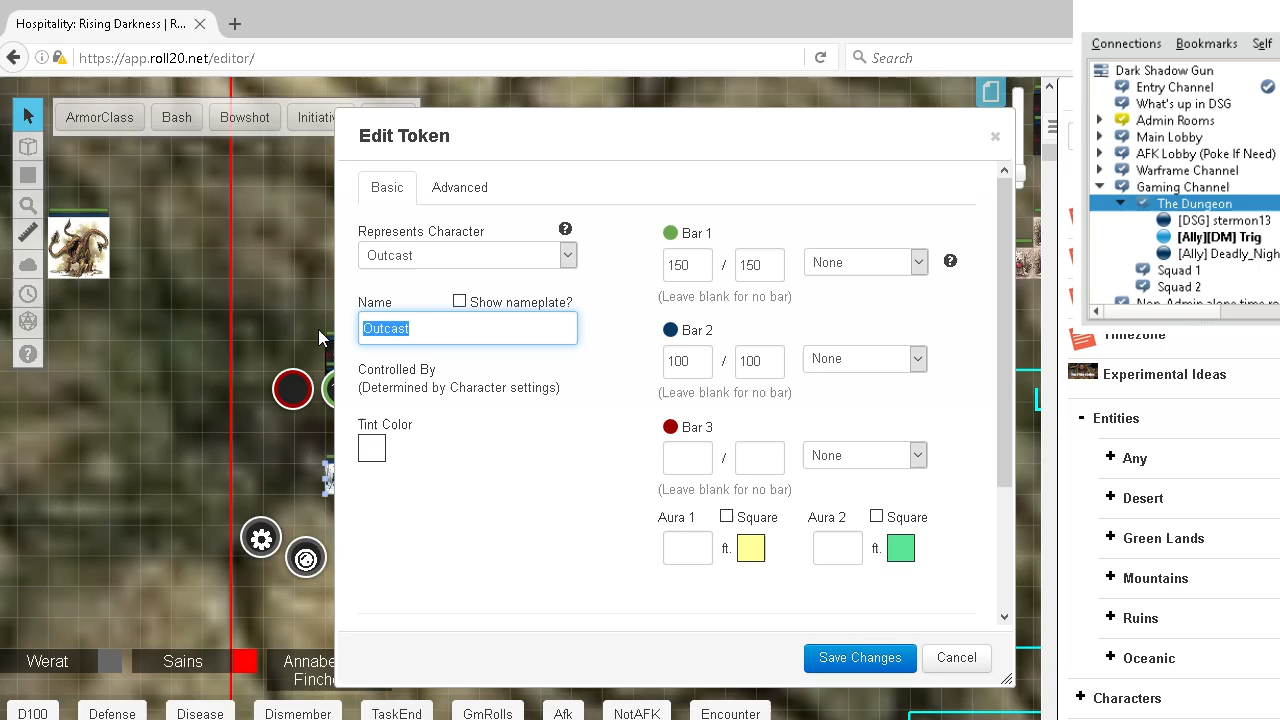 Hospitality: Rising Darkness | R...
https://app.roll20.net/editor/
Search
Connections Bookmarks Self
Dark Shadow Gun
Entry Channel
What's up in DSG
Admin Rooms
Main Lobby
AFK Lobby (Poke If Need)
Warframe Channel
Gaming Channel
The Dungeon
[DSG] stermon13
[Ally][DM] Trig
[Ally] Deadly_Nigh
Squad 1
Squad 2
ArmorClass Bash Bowshot
Edit Token
Basic Advanced
Represents Character
Outcast
Name Show nameplate?
Outcast
Controlled By
(Determined by Character settings)
Tint Color
Bar 1
150 / 150 None
(Leave blank for no bar)
Bar 2
100 / 100 None
(Leave blank for no bar)
Bar 3
/ None
(Leave blank for no bar)
Aura 1 Square Aura 2 Square
ft. ft.
Save Changes Cancel
Timezone
Experimental Ideas
Entities
Any
Desert
Green Lands
Mountains
Ruins
Oceanic
Characters
Werat Sains Annabe
Finche
D100 TaskEnd GmRolls Afk NotAFK Encounter